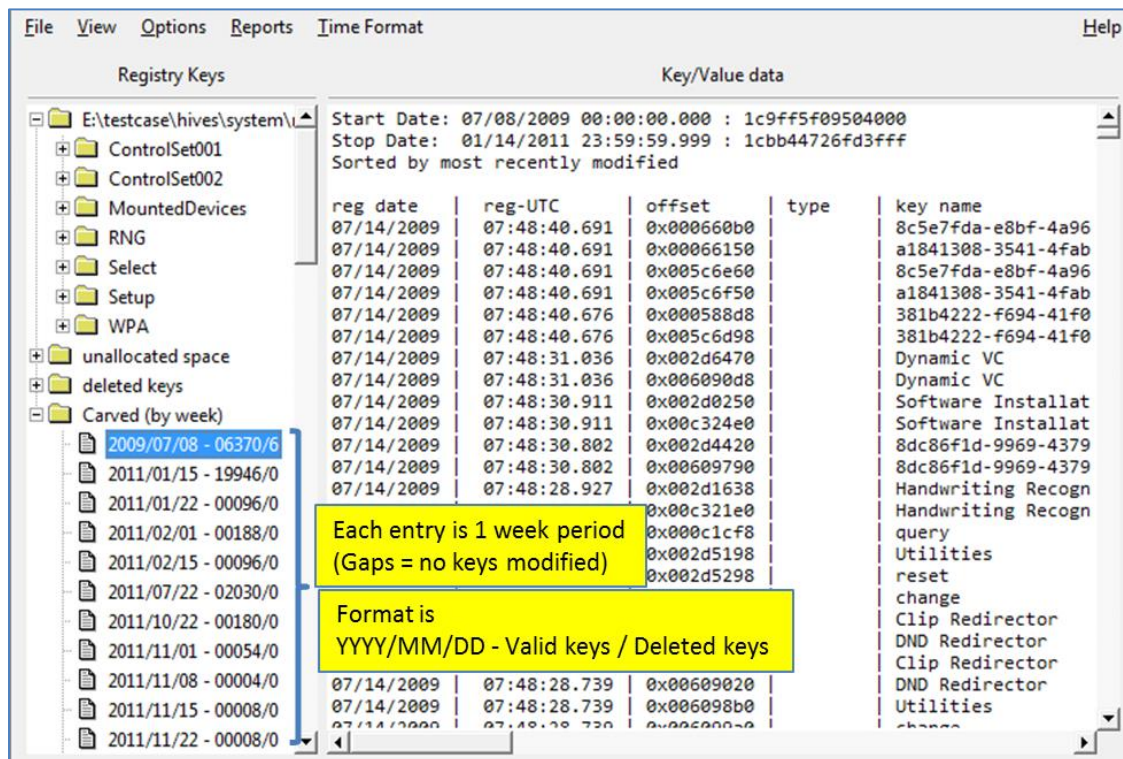 File View Options Reports Time Format Help
Registry Keys
Key/Value data
E:\testcase\hives\system\
ControlSet001
ControlSet002
MountedDevices
RNG
Select
Setup
WPA
unallocated space
deleted keys
Carved (by week)
2009/07/08 - 06370/6
2011/01/15 - 19946/0
2011/01/22 - 00096/0
2011/02/01 - 00188/0
2011/02/15 - 00096/0
2011/07/22 - 02030/0
2011/10/22 - 00180/0
2011/11/01 - 00054/0
2011/11/08 - 00004/0
2011/11/15 - 00008/0
2011/11/22 - 00008/0
Start Date: 07/08/2009 00:00:00.000 : 1c9ff5f09504000
Stop Date: 01/14/2011 23:59:59.999 : 1cbb44726fd3fff
Sorted by most recently modified
reg date | reg-UTC | offset | type | key name
07/14/2009 | 07:48:40.691 | 0x000660b0 | | 8c5e7fda-e8bf-4a96
07/14/2009 | 07:48:40.691 | 0x00066150 | | a1841308-3541-4fab
07/14/2009 | 07:48:40.691 | 0x005c6e60 | | 8c5e7fda-e8bf-4a96
07/14/2009 | 07:48:40.691 | 0x005c6f50 | | a1841308-3541-4fab
07/14/2009 | 07:48:40.676 | 0x000588d8 | | 381b4222-f694-41f0
07/14/2009 | 07:48:40.676 | 0x005c6d98 | | 381b4222-f694-41f0
07/14/2009 | 07:48:31.036 | 0x002d6470 | | Dynamic VC
07/14/2009 | 07:48:31.036 | 0x006090d8 | | Dynamic VC
07/14/2009 | 07:48:30.911 | 0x002d0250 | | Software Installat
07/14/2009 | 07:48:30.911 | 0x00c324e0 | | Software Installat
07/14/2009 | 07:48:30.802 | 0x002d4420 | | 8dc86f1d-9969-4379
07/14/2009 | 07:48:30.802 | 0x00609790 | | 8dc86f1d-9969-4379
07/14/2009 | 07:48:28.927 | 0x002d1638 | | Handwriting Recogn
0x00c321e0 | | Handwriting Recogn
0x000c1cf8 | | query
0x002d5198 | | Utilities
0x002d5298 | | reset
| change
| Clip Redirector
| DND Redirector
| Clip Redirector
07/14/2009 | 07:48:28.739 | 0x00609020 | | DND Redirector
07/14/2009 | 07:48:28.739 | 0x006098b0 | | Utilities
07/14/2009 | 07:48:28.739 | 0x006099a0 | | change
Each entry is 1 week period
(Gaps = no keys modified)
Format is
YYYY/MM/DD - Valid keys / Deleted keys